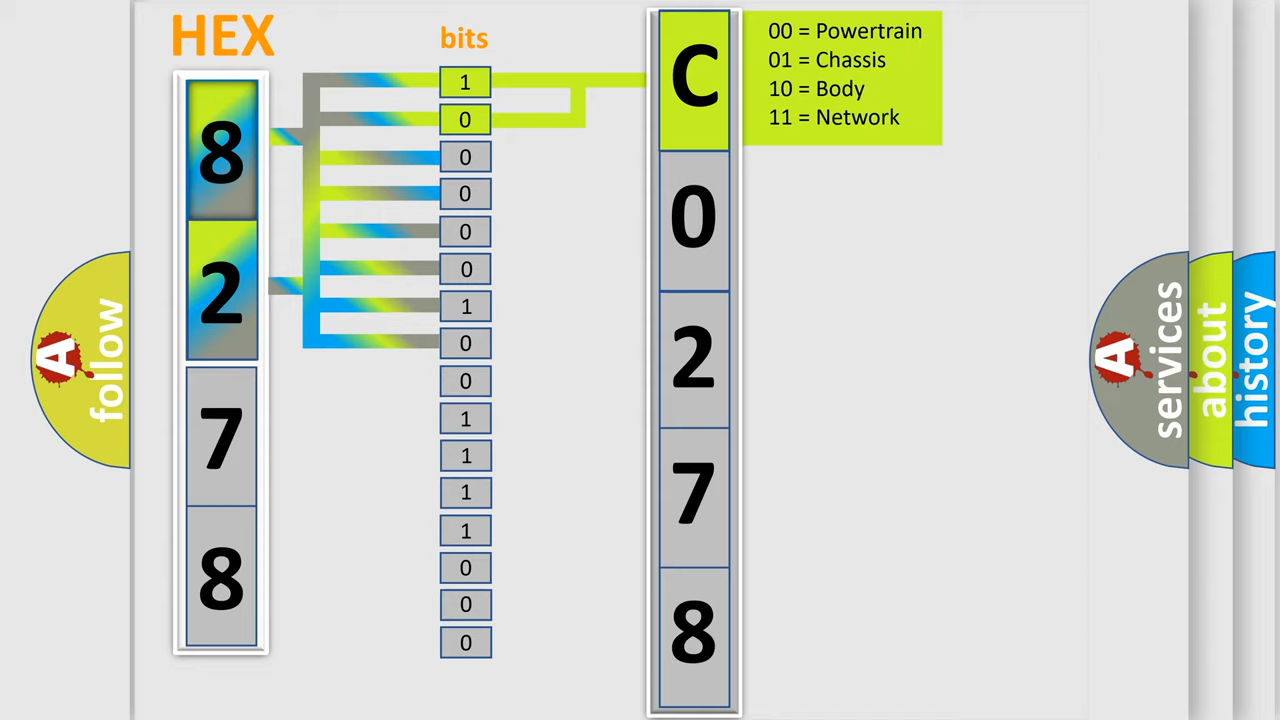 HEX
8
2
7
8
bits
1
0
0
0
0
0
1
0
0
1
1
1
1
0
0
0
C
0
2
7
8
00 = Powertrain
01 = Chassis
10 = Body
11 = Network
A
follow
A
services
about
history